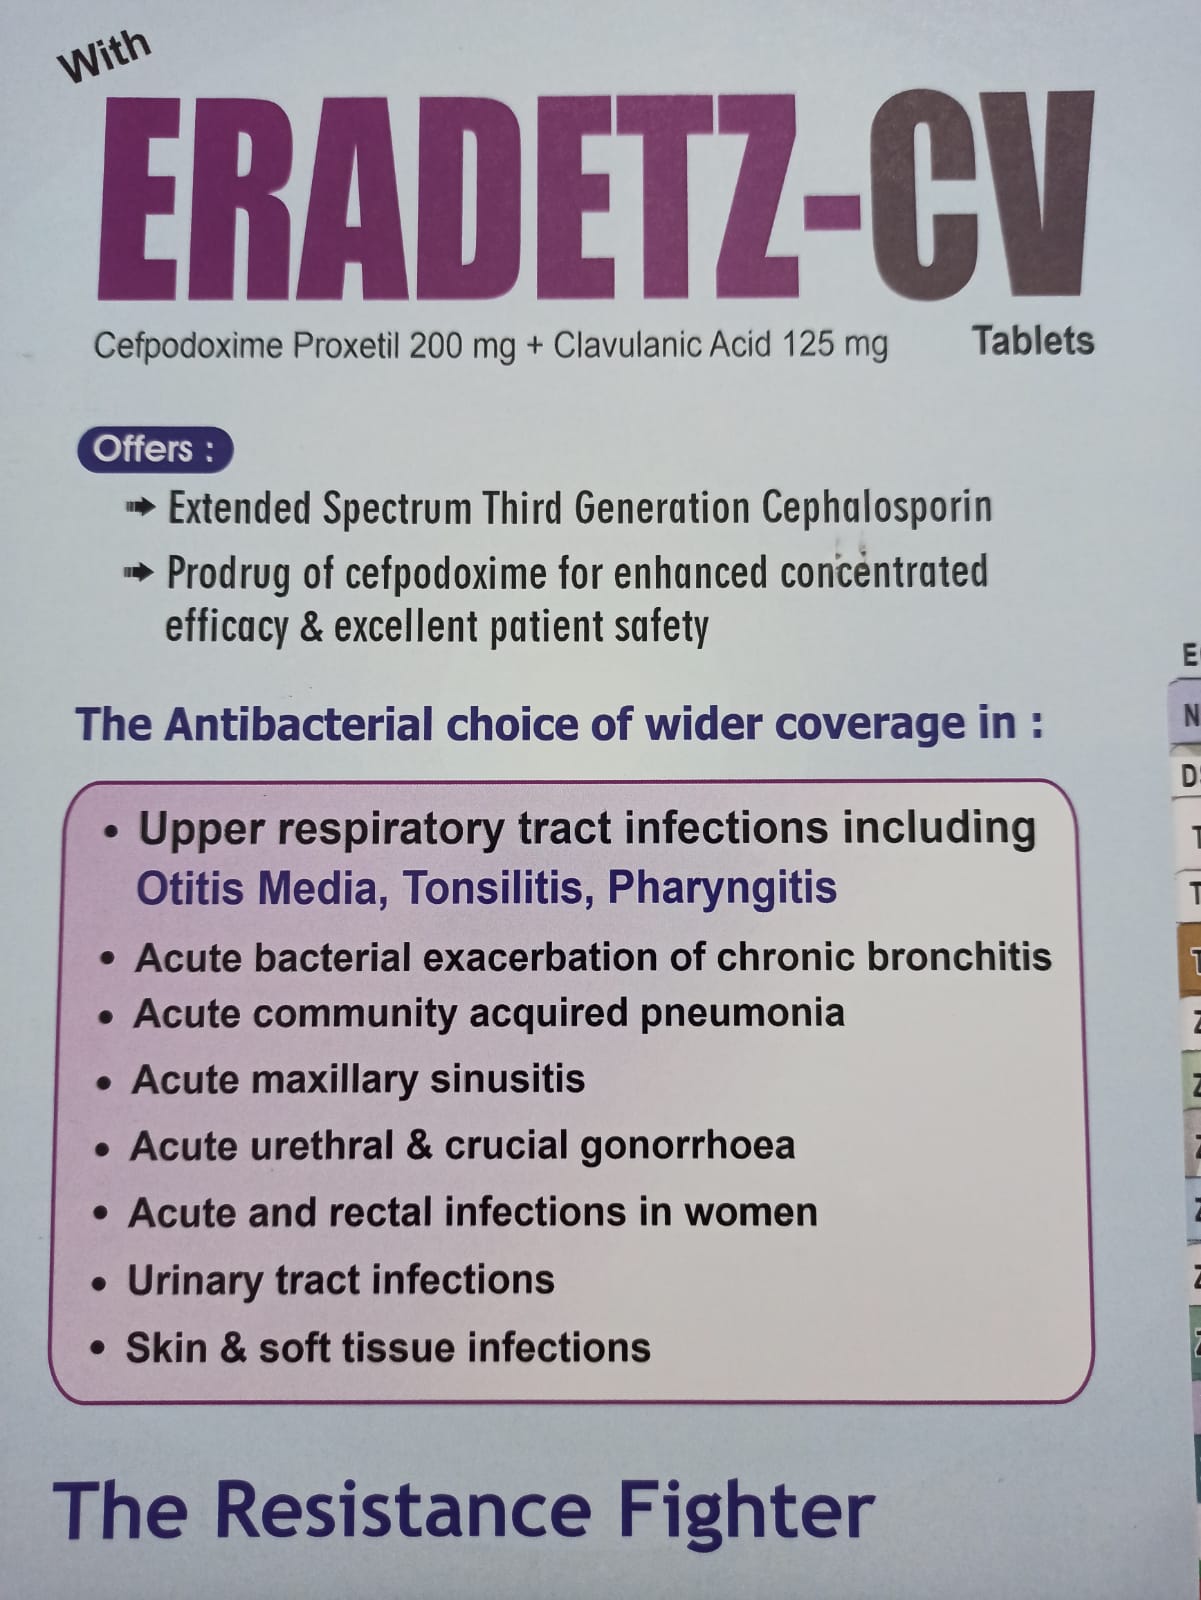 With
ERADETZ-CV
Cefpodoxime Proxetil 200 mg + Clavulanic Acid 125 mg Tablets
Offers :
Extended Spectrum Third Generation Cephalosporin
Prodrug of cefpodoxime for enhanced concentrated
efficacy & excellent patient safety
The Antibacterial choice of wider coverage in :
• Upper respiratory tract infections including
Otitis Media, Tonsilitis, Pharyngitis
• Acute bacterial exacerbation of chronic bronchitis
• Acute community acquired pneumonia
• Acute maxillary sinusitis
• Acute urethral & crucial gonorrhoea
• Acute and rectal infections in women
• Urinary tract infections
• Skin & soft tissue infections
The Resistance Fighter